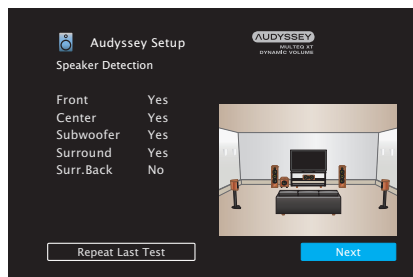 Audyssey Setup
AUDYSSEY
MULTEQ XT
DYNAMIC VOLUME
Speaker Detection
Front Yes
Center Yes
Subwoofer Yes
Surround Yes
Surr.Back No
Repeat Last Test
Next